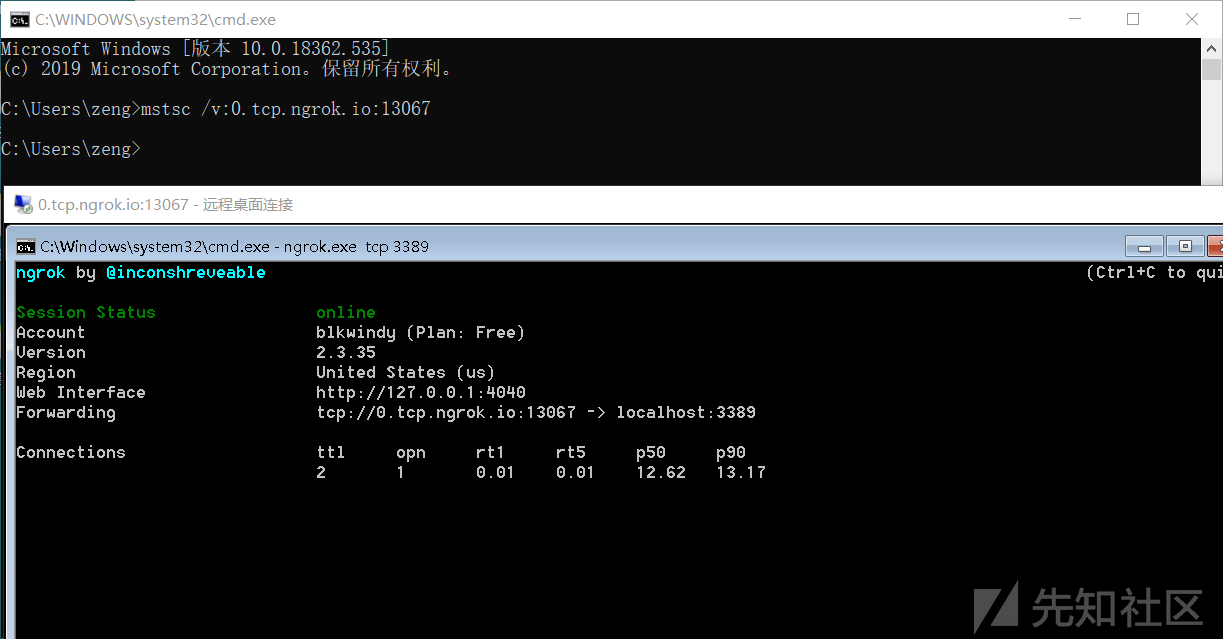 C:\WINDOWS\system32\cmd.exe
Microsoft Windows [版本 10.0.18362.535]
(c) 2019 Microsoft Corporation。保留所有权利。
C:\Users\zeng>mstsc /v:0.tcp.ngrok.io:13067
C:\Users\zeng>
0.tcp.ngrok.io:13067 - 远程桌面连接
C:\Windows\system32\cmd.exe - ngrok.exe  tcp 3389
ngrok by @inconshreveable (Ctrl+C to qui
Session Status online
Account blkwindy (Plan: Free)
Version 2.3.35
Region United States (us)
Web Interface http://127.0.0.1:4040
Forwarding tcp://0.tcp.ngrok.io:13067 -> localhost:3389
Connections ttl opn rt1 rt5 p50 p90
2 1 0.01 0.01 12.62 13.17
先知社区